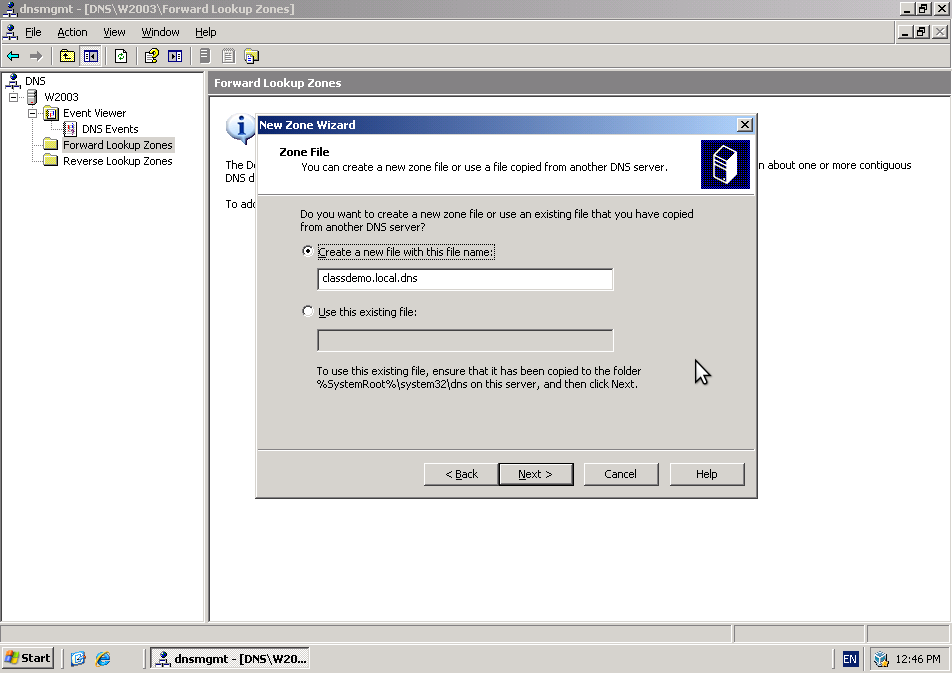 dnsmgmt - [DNS\W2003\Forward Lookup Zones]
File Action View Window Help
DNS
W2003
Event Viewer
DNS Events
Forward Lookup Zones
Reverse Lookup Zones
Forward Lookup Zones
The
n about one or more contiguous
DNS d
To add
New Zone Wizard
Zone File
You can create a new zone file or use a file copied from another DNS server.
Do you want to create a new zone file or use an existing file that you have copied
from another DNS server?
Create a new file with this file name:
classdemo.local.dns
Use this existing file:
To use this existing file, ensure that it has been copied to the folder
%SystemRoot%\system32\dns on this server, and then click Next.
< Back
Next >
Cancel
Help
Start
dnsmgmt - [DNS\W20...
EN
12:46 PM